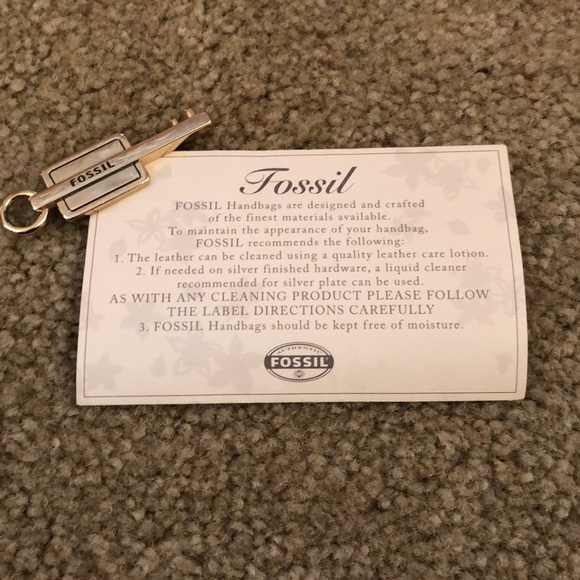 FOSSIL
Fossil
FOSSIL Handbags are designed and crafted
of the finest materials available.
To maintain the appearance of your handbag,
FOSSIL recommends the following:
1. The leather can be cleaned using a quality leather care lotion.
2. If needed on silver finished hardware, a liquid cleaner
recommended for silver plate can be used.
AS WITH ANY CLEANING PRODUCT PLEASE FOLLOW
THE LABEL DIRECTIONS CAREFULLY
3. FOSSIL Handbags should be kept free of moisture.
AUTHENTIC
FOSSIL